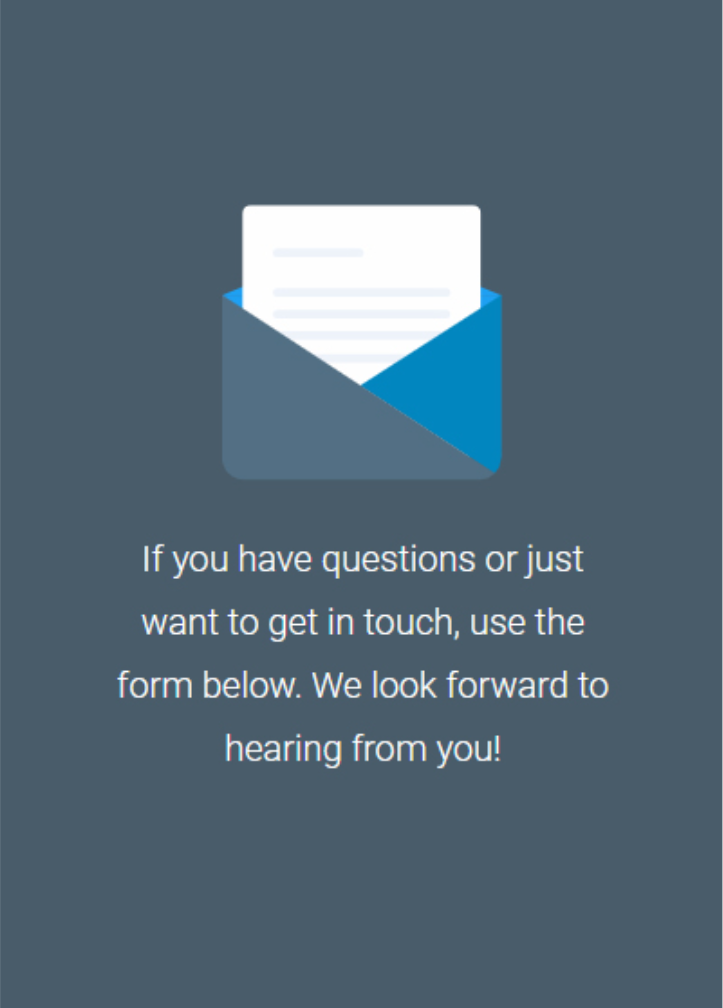 If you have questions or just
want to get in touch, use the
form below. We look forward to
hearing from you!